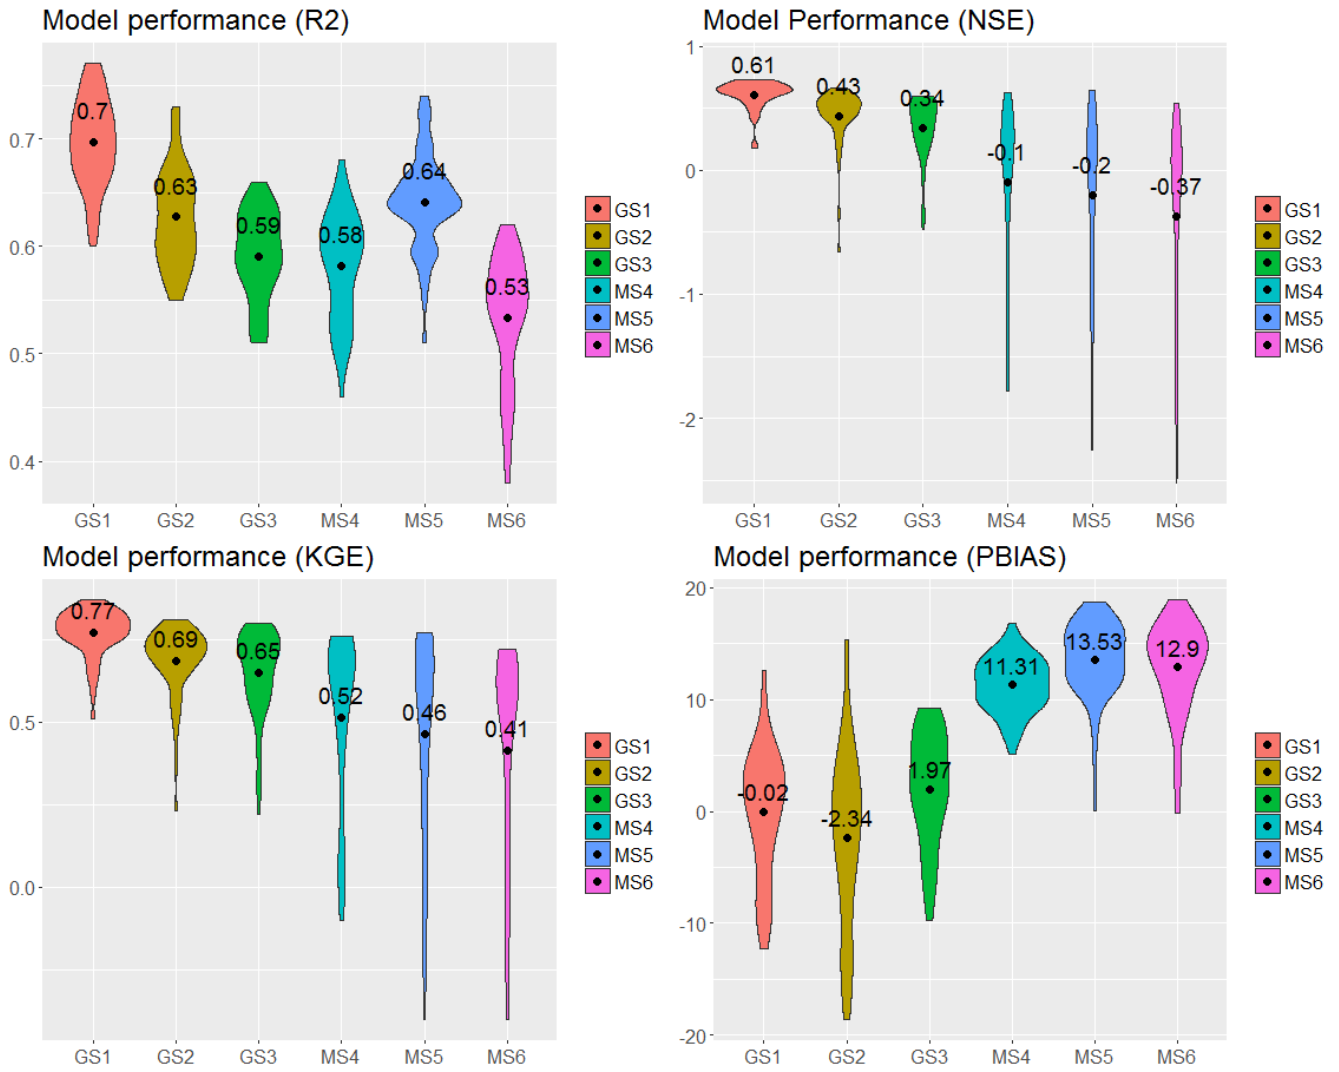 Model performance (R2)
0.7
0.6
0.5
0.4
0.7
0.63
0.59
0.58
0.64
0.53
GS1 GS2 GS3 MS4 MS5 MS6
GS1
GS2
GS3
MS4
MS5
MS6
Model Performance (NSE)
1
0
-1
-2
0.61
0.43
0.34
-0.1
-0.2
-0.37
GS1 GS2 GS3 MS4 MS5 MS6
GS1
GS2
GS3
MS4
MS5
MS6
Model performance (KGE)
0.5
0.0
0.77
0.69
0.65
0.52
0.46
0.41
GS1 GS2 GS3 MS4 MS5 MS6
GS1
GS2
GS3
MS4
MS5
MS6
Model performance (PBIAS)
20
10
0
-10
-20
-0.02
-2.34
1.97
11.31
13.53
12.9
GS1 GS2 GS3 MS4 MS5 MS6
GS1
GS2
GS3
MS4
MS5
MS6